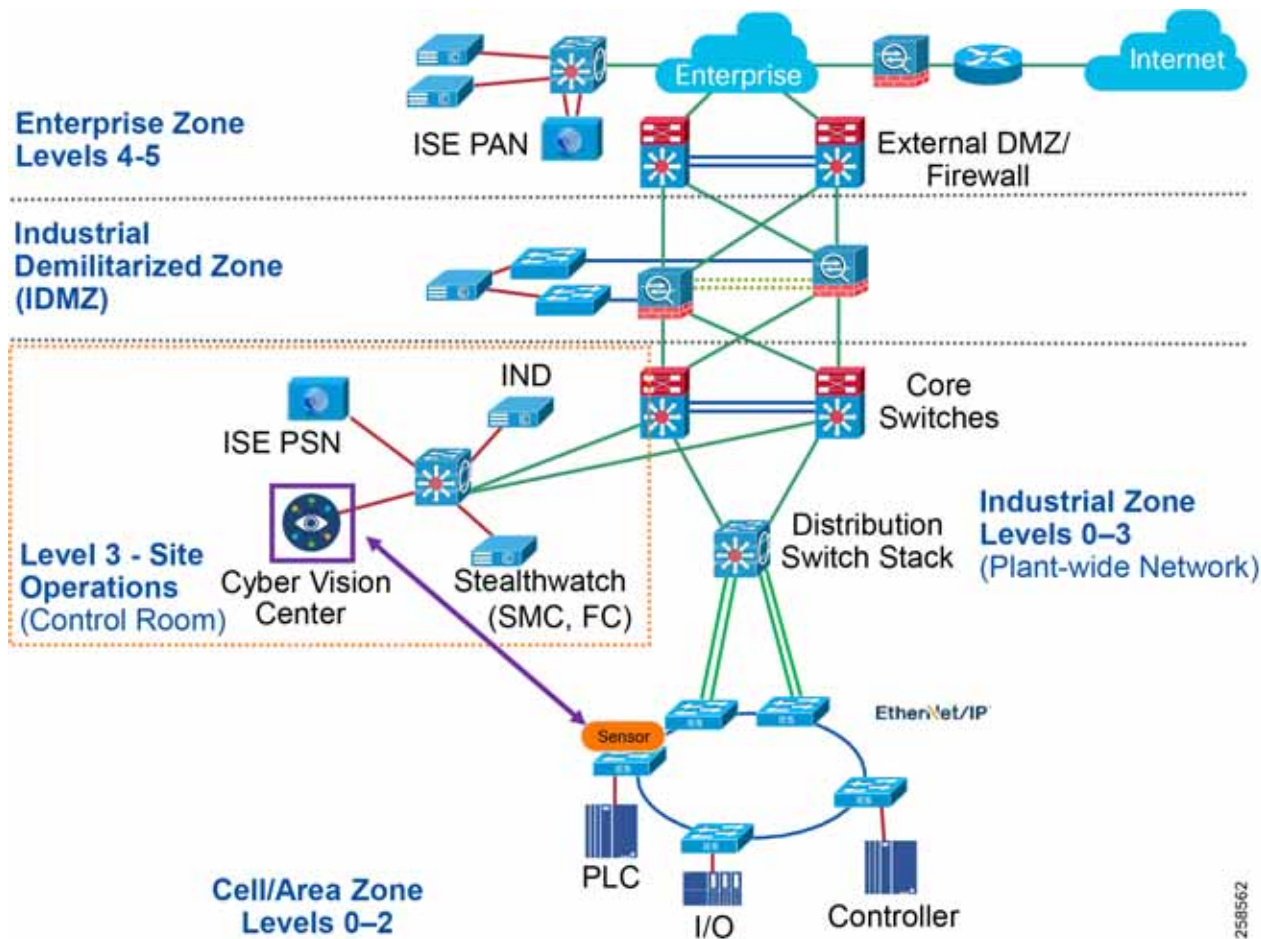 Enterprise
Internet
ISE PAN
Enterprise Zone
Levels 4-5
External DMZ/
Firewall
Industrial
Demilitarized Zone
(IDMZ)
IND
ISE PSN
Core
Switches
Level 3 - Site
Operations
(Control Room)
Cyber Vision
Center
Stealthwatch
(SMC, FC)
Distribution
Switch Stack
Industrial Zone
Levels 0–3
(Plant-wide Network)
Sensor
EtherNet/IP
PLC
I/O
Controller
Cell/Area Zone
Levels 0–2
258562